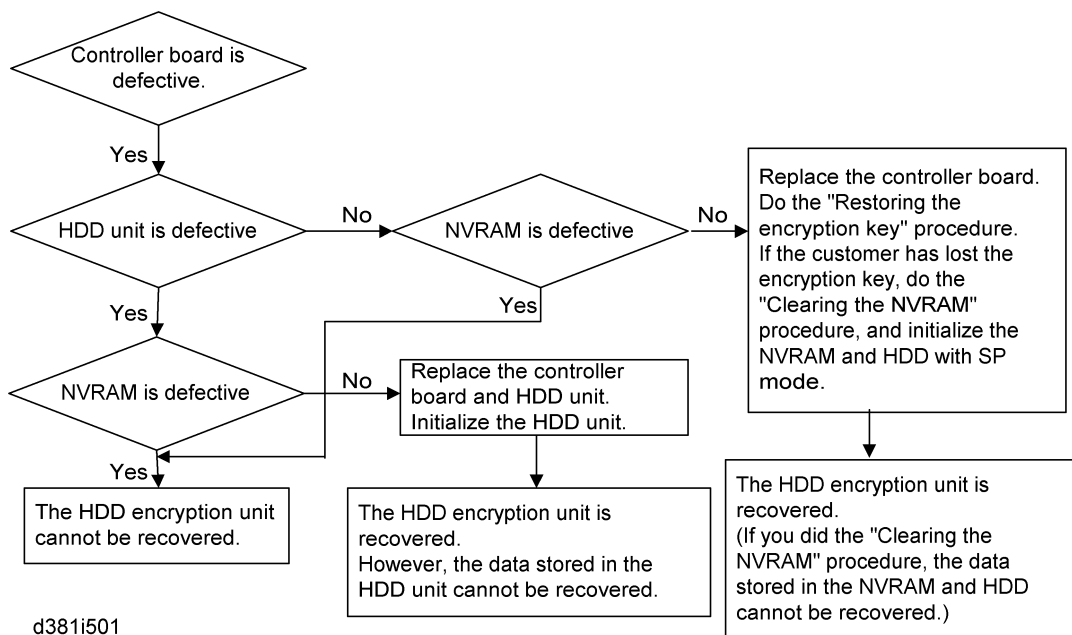 Controller board is
defective.
Yes
HDD unit is defective
No
NVRAM is defective
No
Replace the controller board.
Do the "Restoring the
encryption key" procedure.
If the customer has lost the
encryption key, do the
"Clearing the NVRAM"
procedure, and initialize the
NVRAM and HDD with SP
mode.
Yes
Yes
NVRAM is defective
No
Replace the controller
board and HDD unit.
Initialize the HDD unit.
Yes
The HDD encryption unit
cannot be recovered.
The HDD encryption unit is
recovered.
However, the data stored in the
HDD unit cannot be recovered.
The HDD encryption unit is
recovered.
(If you did the "Clearing the
NVRAM" procedure, the data
stored in the NVRAM and HDD
cannot be recovered.)
d381i501